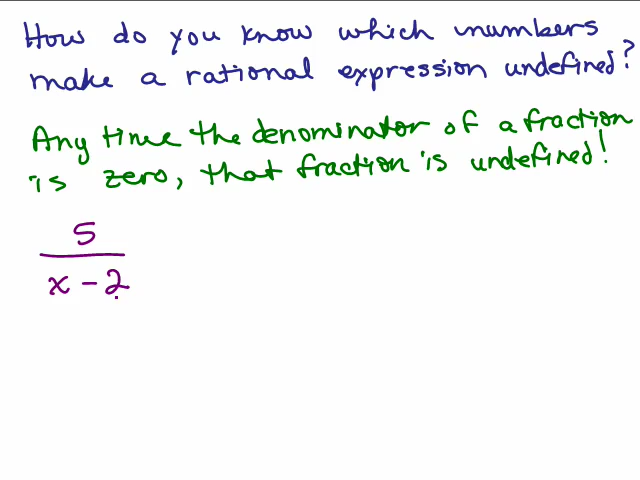 How do you know which numbers
make a rational expression undefined?
Any time the denominator of a fraction
is zero, that fraction is undefined!
5
x - 2